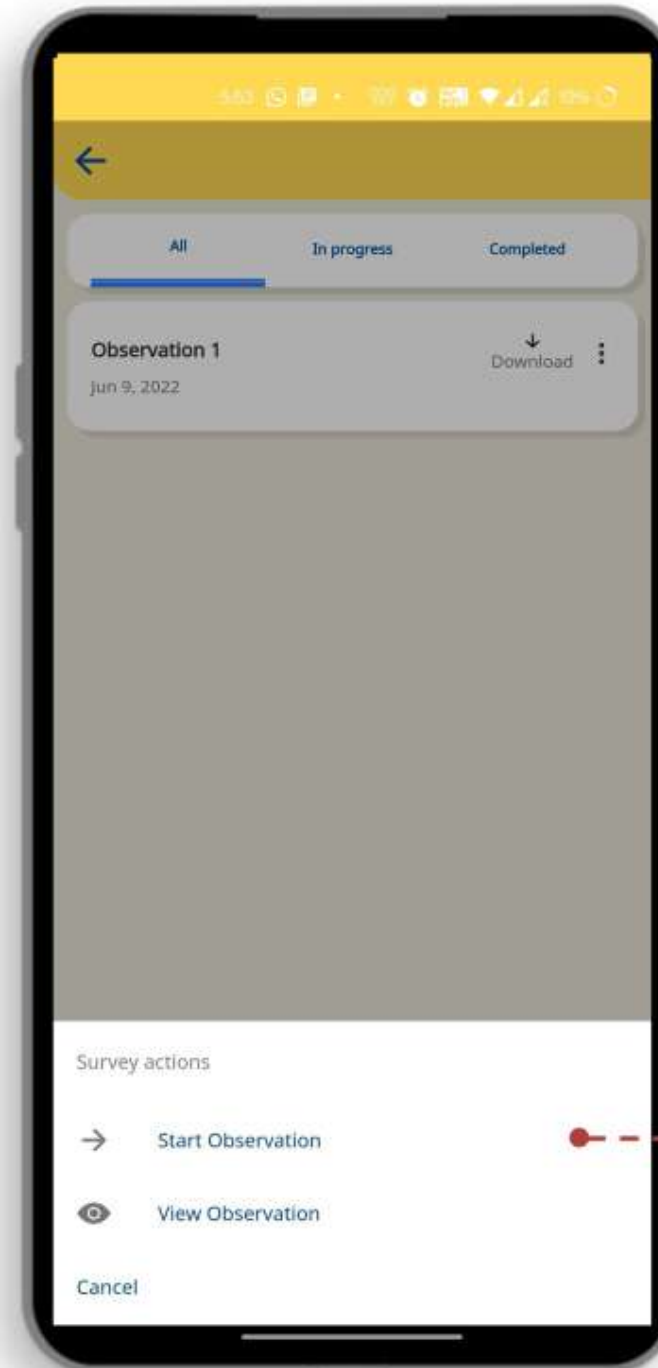 All
In progress
Completed
Observation 1
Jun 9, 2022
Download
Survey actions
Start Observation
View Observation
Cancel